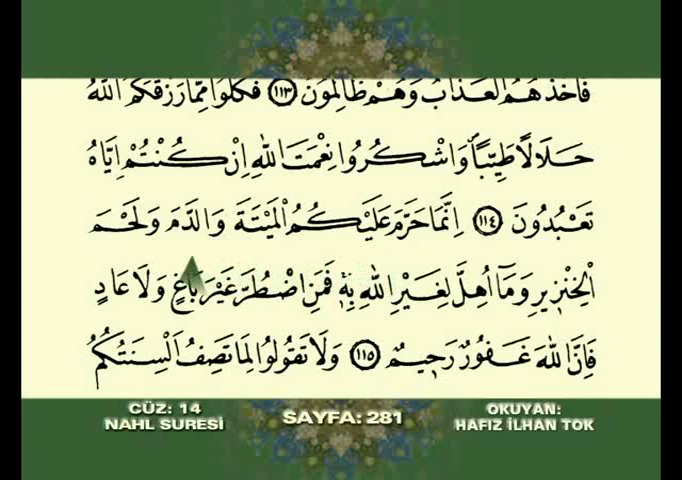 فَاَخَذَهُمُ الْعَذَابُ وَهُمْ ظَالِمُونَ ﴿١١٣﴾ فَكُلُوا مِمَّا رَزَقَكُمُ اللّٰهُ
حَلَالًا طَيِّبًا وَاشْكُرُوا نِعْمَتَ اللّٰهِ اِنْ كُنْتُمْ اِيَّاهُ
تَعْبُدُونَ ﴿١١٤﴾ اِنَّمَا حَرَّمَ عَلَيْكُمُ الْمَيْتَةَ وَالدَّمَ وَلَحْمَ
الْخِنْزِيرِ وَمَٓا اُهِلَّ لِغَيْرِ اللّٰهِ بِهٖ فَمَنِ اضْطُرَّ غَيْرَ بَاغٍ وَلَا عَادٍ
فَاِنَّ اللّٰهَ غَفُورٌ رَحِيمٌ ﴿١١٥﴾ وَلَا تَقُولُوا لِمَا تَصِفُ اَلْسِنَتُكُمُ
CÜZ: 14
NAHL SURESİ
SAYFA: 281
OKUYAN:
HAFIZ İLHAN TOK